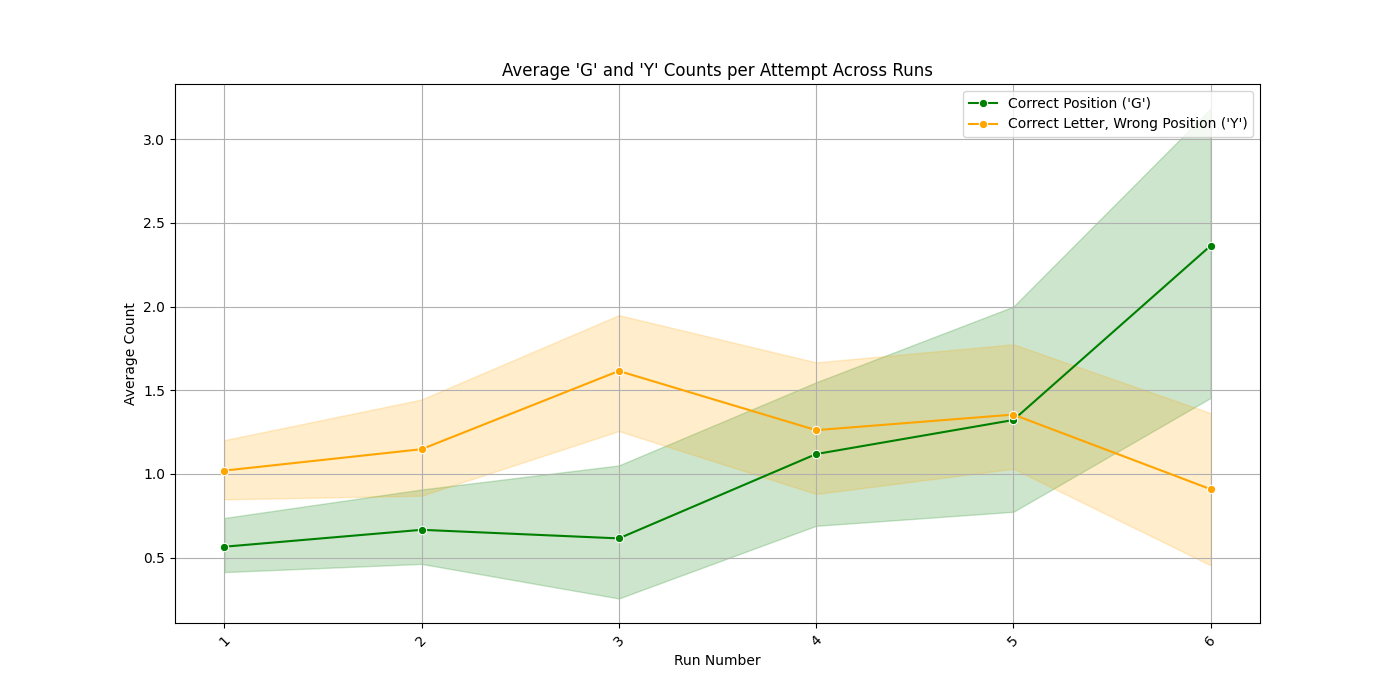 Average 'G' and 'Y' Counts per Attempt Across Runs
Correct Position ('G')
Correct Letter, Wrong Position ('Y')
Average Count
3.0
2.5
2.0
1.5
1.0
0.5
1 2 3 4 5 6
Run Number